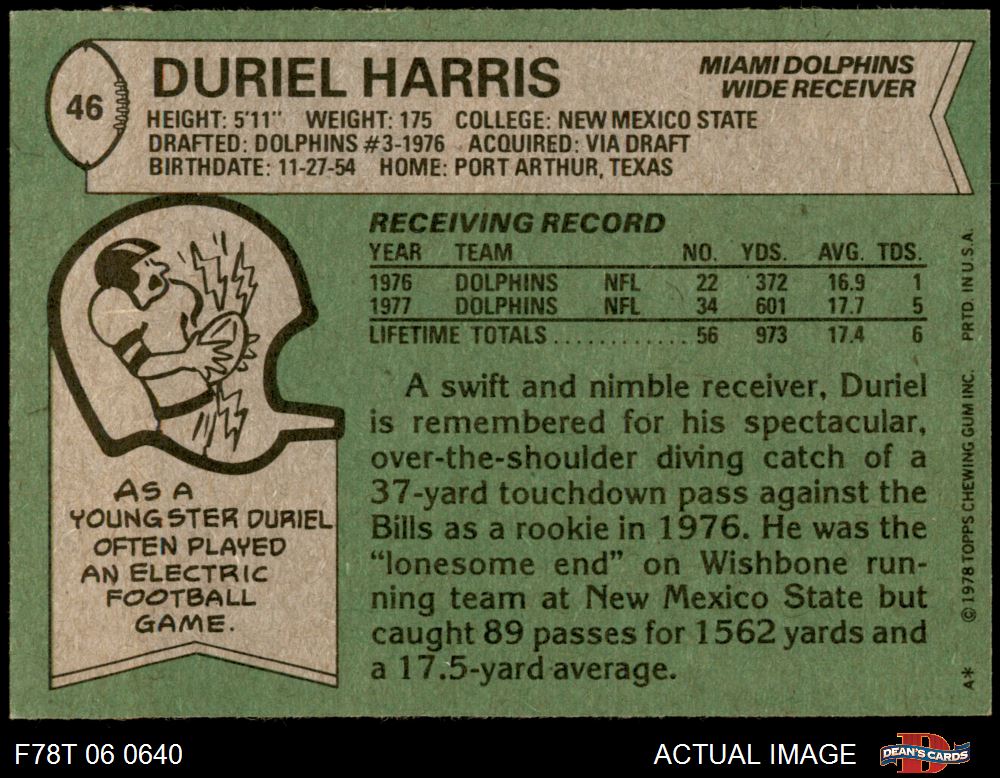 46
DURIEL HARRIS
MIAMI DOLPHINS
WIDE RECEIVER
HEIGHT: 5'11" WEIGHT: 175 COLLEGE: NEW MEXICO STATE
DRAFTED: DOLPHINS #3-1976 ACQUIRED: VIA DRAFT
BIRTHDATE: 11-27-54 HOME: PORT ARTHUR, TEXAS
RECEIVING RECORD
YEAR TEAM NO. YDS. AVG. TDS.
1976 DOLPHINS NFL 22 372 16.9 1
1977 DOLPHINS NFL 34 601 17.7 5
LIFETIME TOTALS ............ 56 973 17.4 6
A swift and nimble receiver, Duriel
is remembered for his spectacular,
over-the-shoulder diving catch of a
37-yard touchdown pass against the
Bills as a rookie in 1976. He was the
“lonesome end” on Wishbone run-
ning team at New Mexico State but
caught 89 passes for 1562 yards and
a 17.5-yard average.
AS A
YOUNGSTER DURIEL
OFTEN PLAYED
AN ELECTRIC
FOOTBALL
GAME.
A* © 1978 TOPPS CHEWING GUM INC. PRTD. IN U.S.A.
F78T 06 0640
ACTUAL IMAGE
D
DEAN'S CARDS